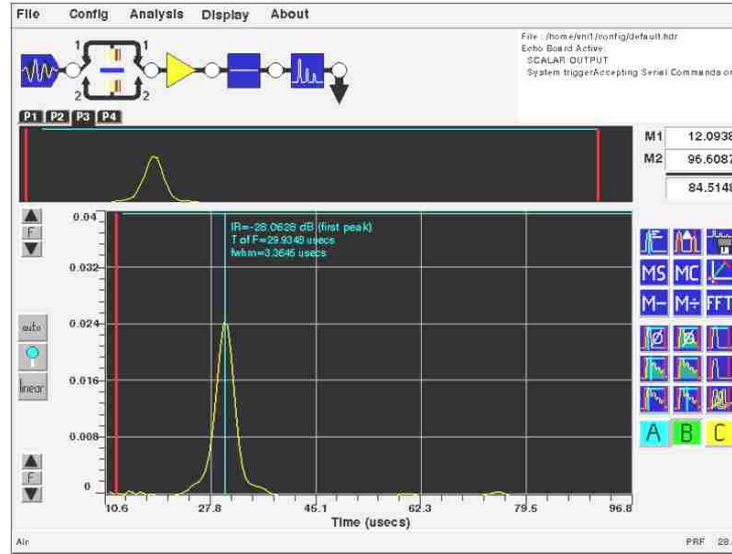 File Config Analysis Display About
File : /home/vni1/config/default.hdr
Echo Board Active
SCALAR OUTPUT
System triggerAccepting Serial Commands on
1 1
2 2
P1 P2 P3 P4
M1 12.0938
M2 96.6087
84.5148
F
IR=-28.0628 dB (first peak)
T of F=29.9348 usecs
fwhm=3.3645 usecs
0.04
0.032
0.024
0.016
0.008
0
auto
linear
F
MS MC
M− M÷ FFT
A B C
10.6 27.8 45.1 62.3 79.5 96.8
Time (usecs)
Air PRF 28.